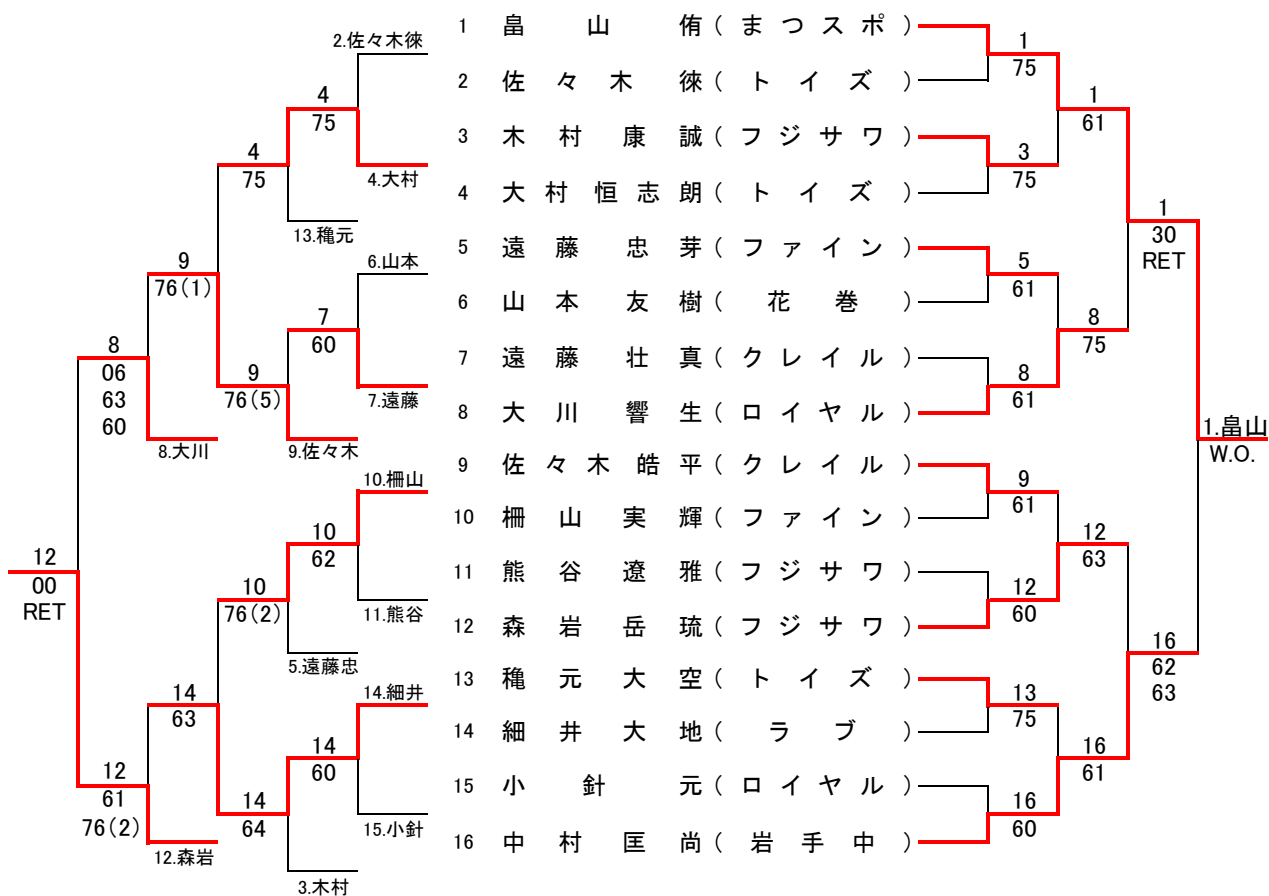 1 畠山侑(まつスポ)
2 佐々木徠(トイズ)
3 木村康誠(フジサワ)
4 大村恒志朗(トイズ)
5 遠藤忠芽(ファイン)
6 山本友樹(花巻)
7 遠藤壮真(クレイル)
8 大川響生(ロイヤル)
9 佐々木皓平(クレイル)
10 柵山実輝(ファイン)
11 熊谷遼雅(フジサワ)
12 森岩岳琉(フジサワ)
13 穐元大空(トイズ)
14 細井大地(ラブ)
15 小針元(ロイヤル)
16 中村匡尚(岩手中)
2.佐々木徠
4
75
4.大村
4
75
13.穐元
6.山本
7
60
7.遠藤
9
76(5)
9.佐々木
9
76(1)
8
06
63
60
8.大川
10.柵山
10
62
11.熊谷
10
76(2)
5.遠藤忠
14.細井
14
60
15.小針
14
64
3.木村
14
63
12
61
76(2)
12.森岩
12
00
RET
1
75
3
75
5
61
8
61
9
61
12
60
13
75
16
60
1
61
8
75
12
63
16
61
1
30
RET
16
62
63
1.畠山
W.O.